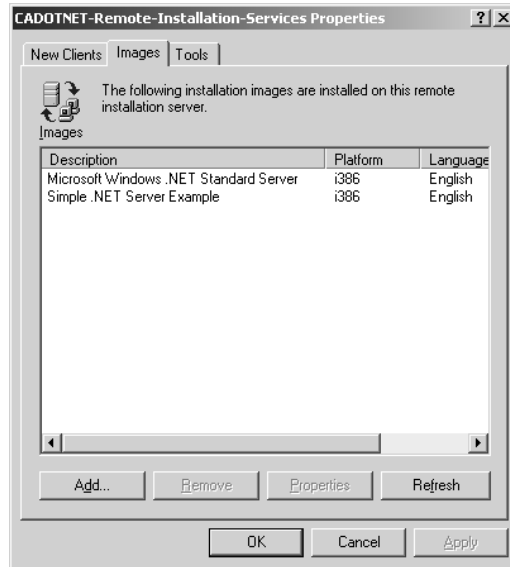 CADOTNET-Remote-Installation-Services Properties
New Clients Images Tools
The following installation images are installed on this remote
installation server.
Images
Description Platform Language
Microsoft Windows .NET Standard Server i386 English
Simple .NET Server Example i386 English
Add... Remove Properties Refresh
OK Cancel Apply